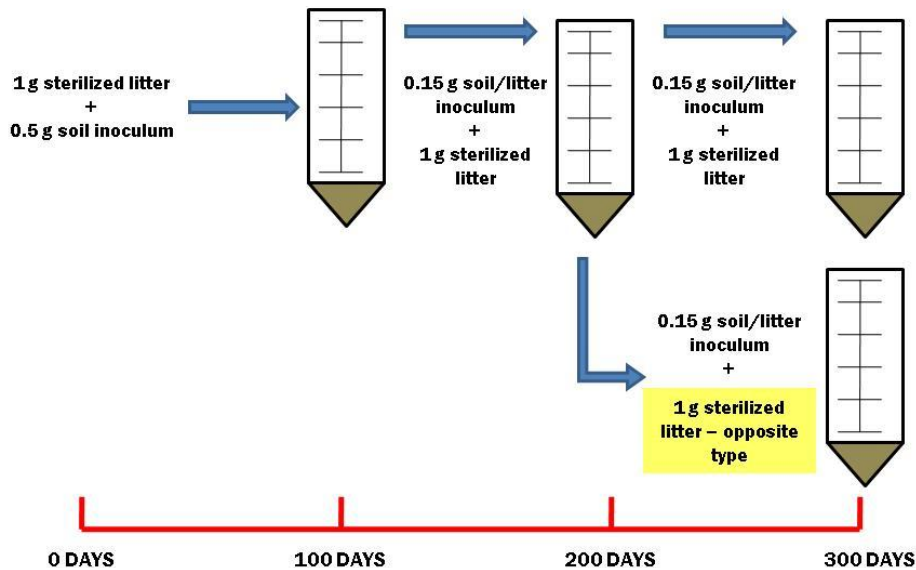 1 g sterilized litter
+
0.5 g soil inoculum
0.15 g soil/litter
inoculum
+
1 g sterilized
litter
0.15 g soil/litter
inoculum
+
1 g sterilized
litter
0.15 g soil/litter
inoculum
+
1 g sterilized
litter – opposite
type
0 DAYS
100 DAYS
200 DAYS
300 DAYS